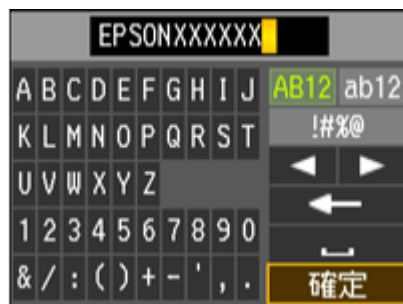 EPSONXXXXXX
A B C D E F G H I J AB12 ab12
K L M N O P Q R S T !#%@
U V W X Y Z
1 2 3 4 5 6 7 8 9 0
& / : ( ) + - ' , . 確定